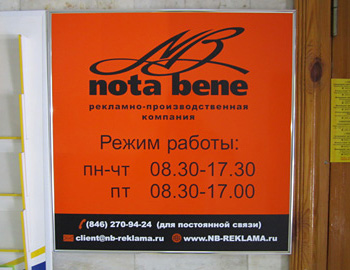 NB
nota bene
рекламно-производственная
компания
Режим работы:
пн-чт 08.30-17.30
пт 08.30-17.00
(846) 270-94-24 (для постоянной связи)
client@nb-reklama.ru www.NB-REKLAMA.ru